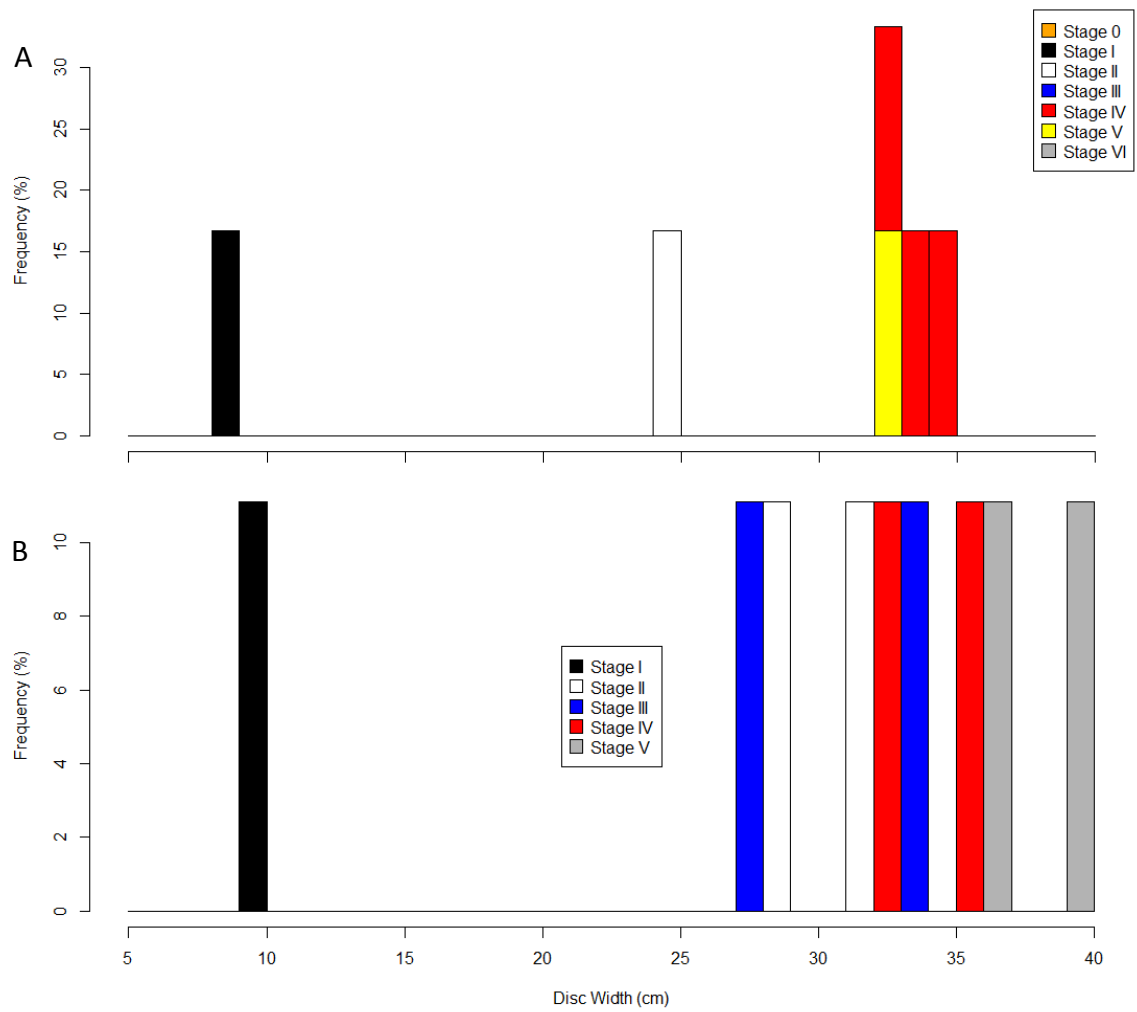 A
Frequency (%)
0
5
10
15
20
25
30
Stage 0
Stage I
Stage II
Stage III
Stage IV
Stage V
Stage VI
B
Frequency (%)
0
2
4
6
8
10
Stage I
Stage II
Stage III
Stage IV
Stage V
5 10 15 20 25 30 35 40
Disc Width (cm)